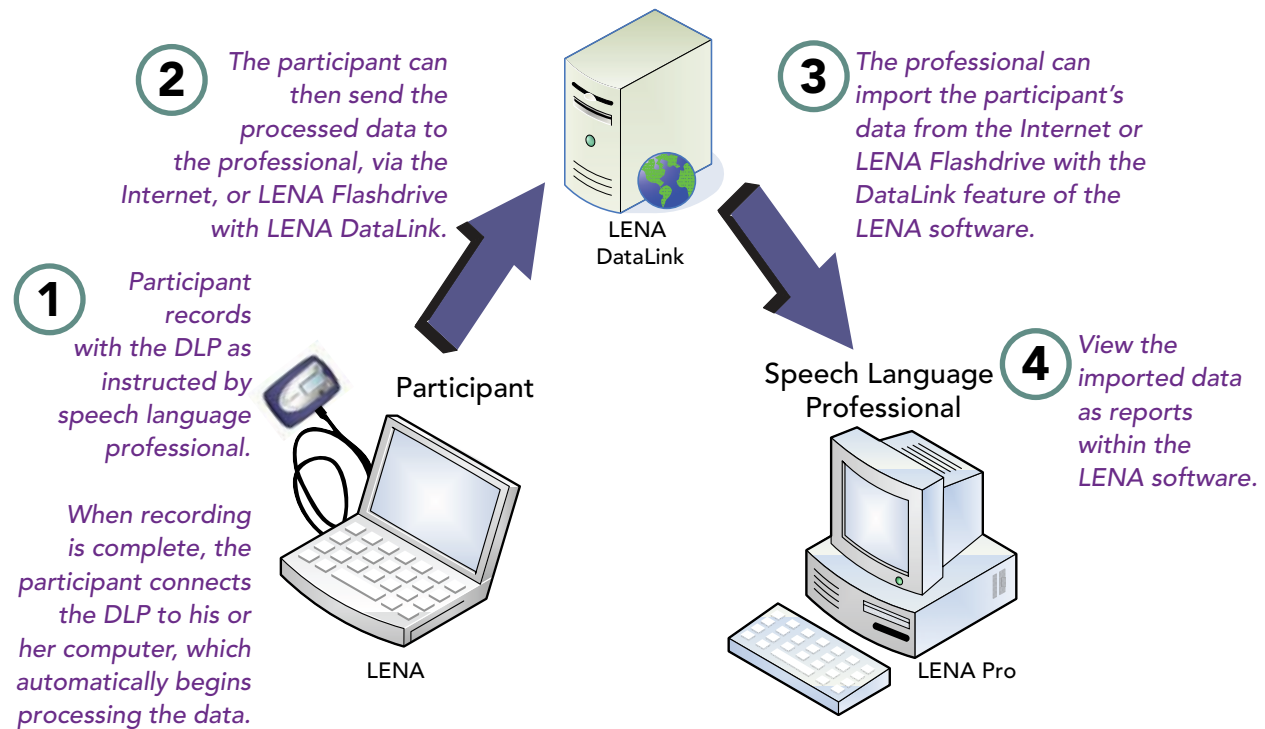 1
Participant
records
with the DLP as
instructed by
speech language
professional.
When recording
is complete, the
participant connects
the DLP to his or
her computer, which
automatically begins
processing the data.
Participant
LENA
2
The participant can
then send the
processed data to
the professional, via the
Internet, or LENA Flashdrive
with LENA DataLink.
LENA
DataLink
3
The professional can
import the participant’s
data from the Internet or
LENA Flashdrive with the
DataLink feature of the
LENA software.
Speech Language
Professional
LENA Pro
4
View the
imported data
as reports
within the
LENA software.